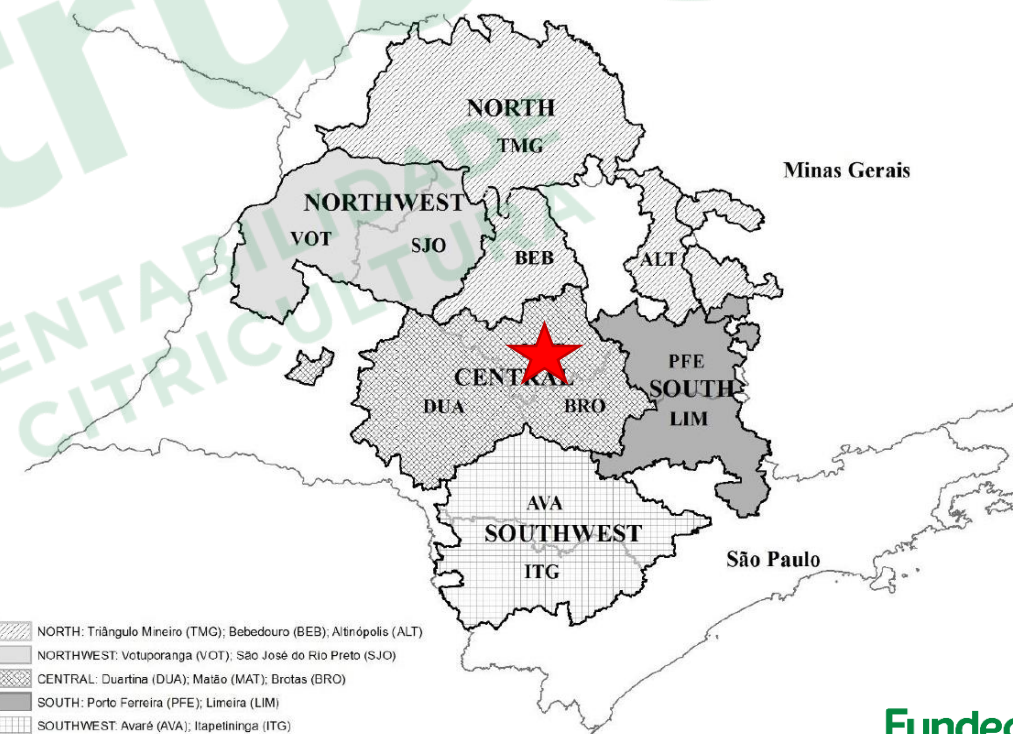 NORTH
TMG
Minas Gerais
NORTHWEST
VOT
SJO
BEB
ALT
PFE
CENTRAL
SOUTH
DUA
BRO
LIM
AVA
SOUTHWEST
São Paulo
ITG
NORTH: Triângulo Mineiro (TMG); Bebedouro (BEB); Altinópolis (ALT)
NORTHWEST: Votuporanga (VOT); São José do Rio Preto (SJO)
CENTRAL: Duartina (DUA); Matão (MAT); Brotas (BRO)
SOUTH: Porto Ferreira (PFE); Limeira (LIM)
SOUTHWEST: Avaré (AVA); Itapetininga (ITG)
ENTABILIDADE
CITRICULTURA